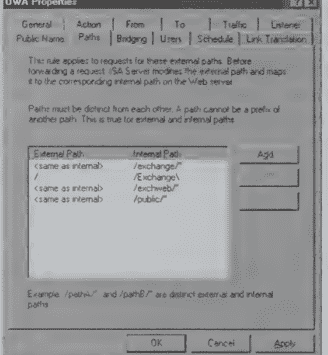 OWA Properties
General Action From To Traffic Listener
Public Name Paths Bridging Users Schedule Link Translation
This rule applies to requests for these external paths. Before
forwarding a request, ISA Server modifies the external path and maps
it to the corresponding internal path on the Web server.
Paths must be distinct from each other. A path cannot be a prefix of
another path. This is true for external and internal paths.
External Path Internal Path
<same as internal> /exchange/*
/ /Exchange\
<same as internal> /exchweb/*
<same as internal> /public/*
Add
Example: /pathA/* and /pathB/* are distinct external and internal
paths
OK Cancel Apply